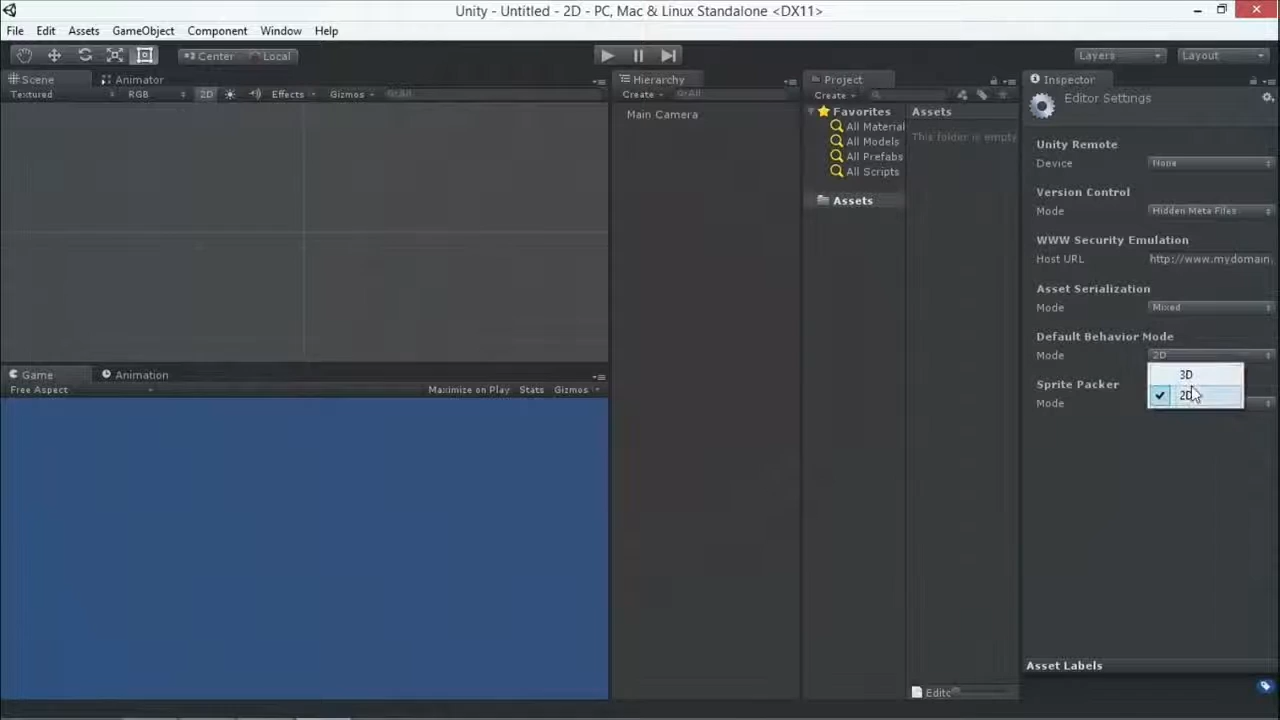 Unity - Untitled - 2D - PC, Mac & Linux Standalone <DX11>
File Edit Assets GameObject Component Window Help
Center Local Layers Layout
Scene Animator
Textured RGB 2D Effects Gizmos All
Game Animation
Free Aspect Maximize on Play Stats Gizmos
Hierarchy
Create All
Main Camera
Project
Create
Favorites
All Material
All Models
All Prefabs
All Scripts
Assets
Assets
This folder is empty
Edito
Inspector
Editor Settings
Unity Remote
Device None
Version Control
Mode Hidden Meta Files
WWW Security Emulation
Host URL http://www.mydomain.
Asset Serialization
Mode Mixed
Default Behavior Mode
Mode 2D
3D
2D
Sprite Packer
Mode
Asset Labels